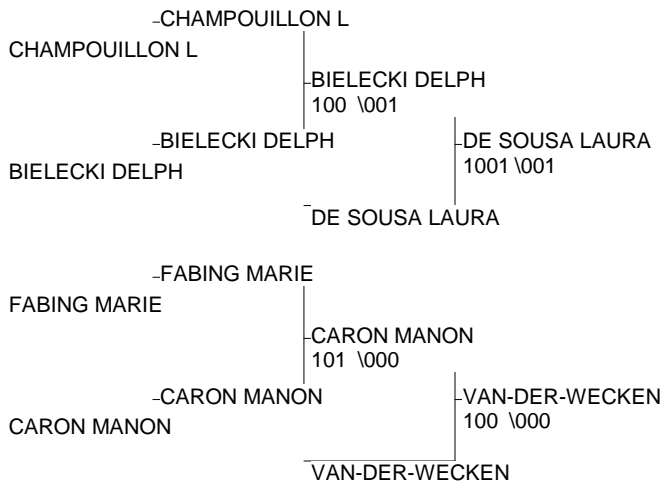 CHAMPOUILLON L
CHAMPOUILLON L
BIELECKI DELPH
100 \001
BIELECKI DELPH
DE SOUSA LAURA
1001 \001
BIELECKI DELPH
DE SOUSA LAURA
FABING MARIE
FABING MARIE
CARON MANON
101 \000
CARON MANON
VAN-DER-WECKEN
100 \000
CARON MANON
VAN-DER-WECKEN